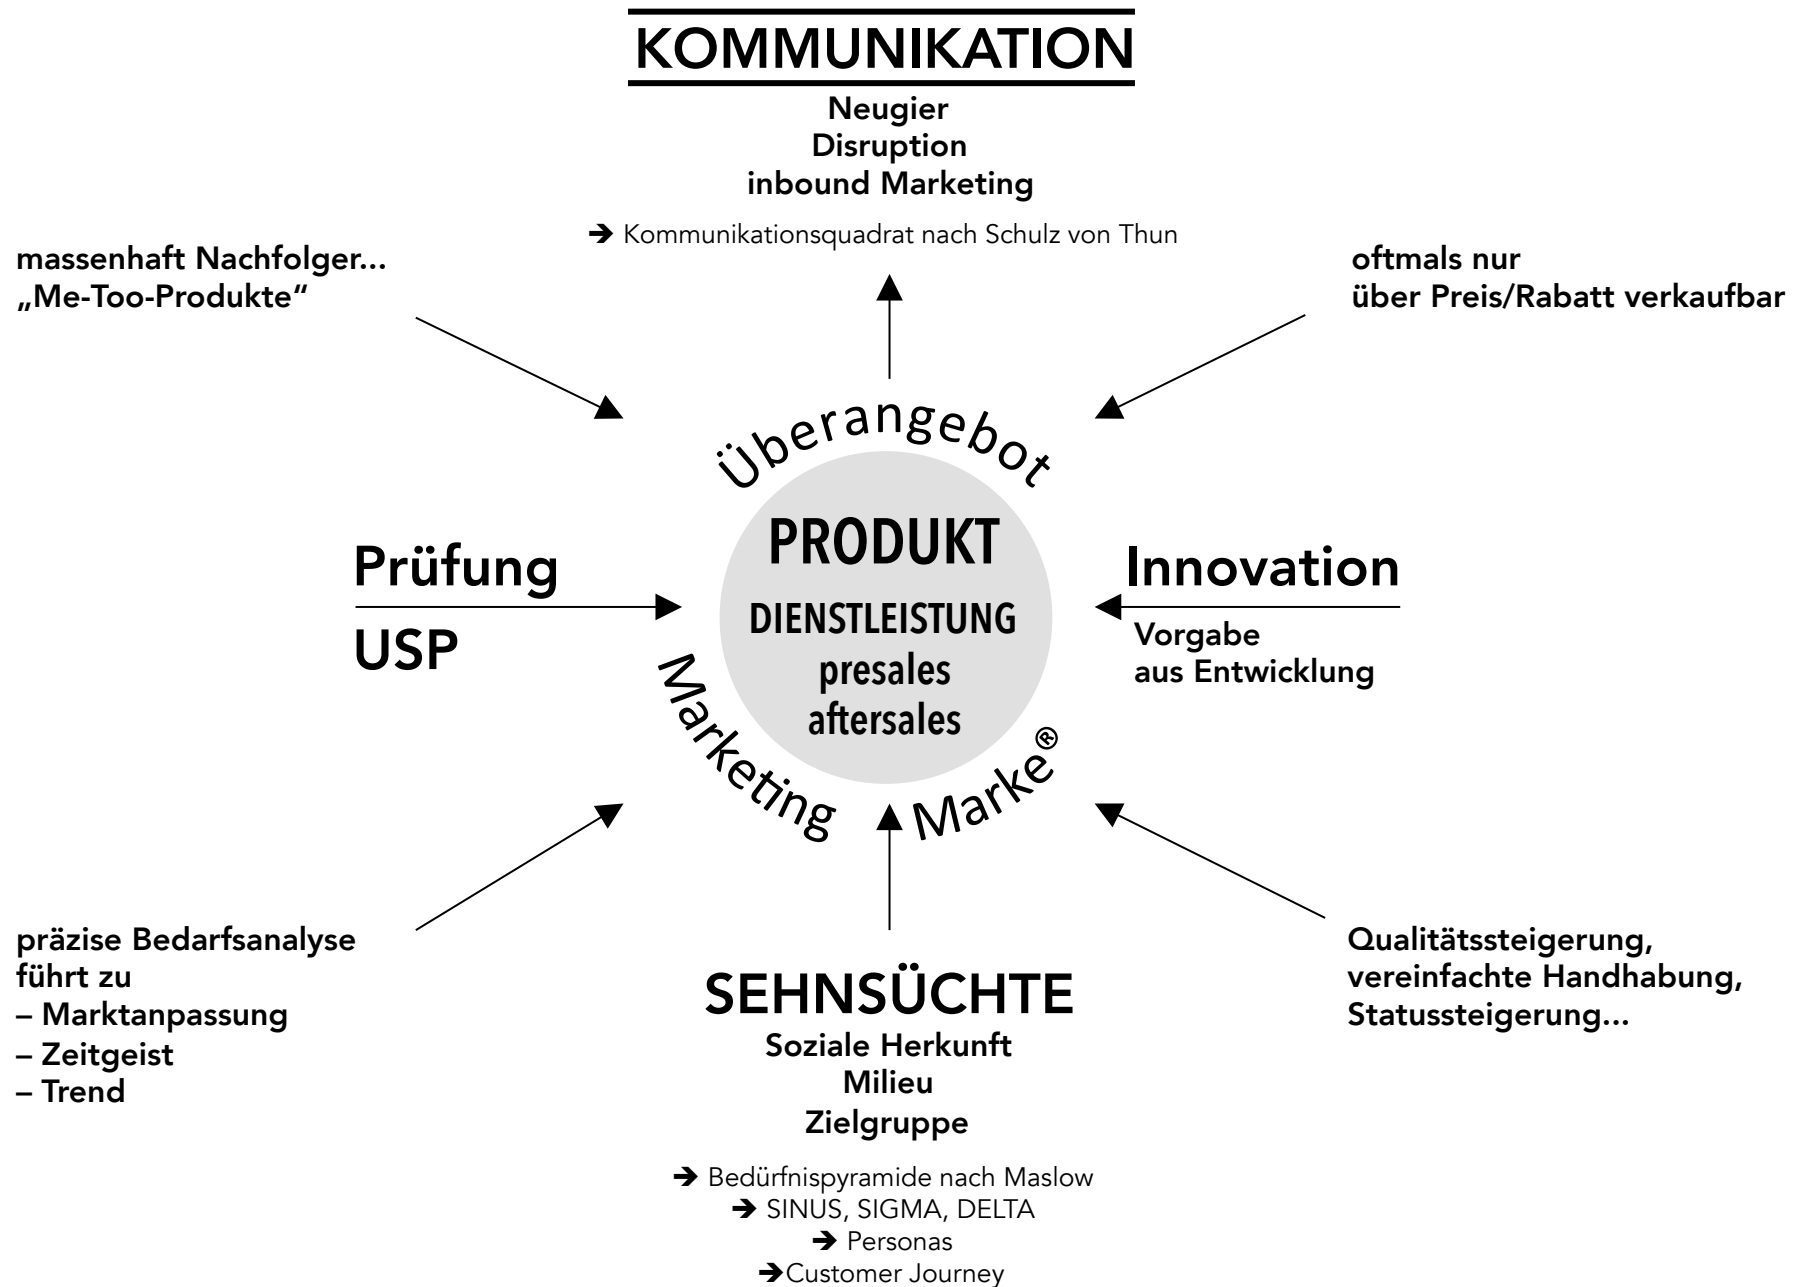 KOMMUNIKATION
Neugier
Disruption
inbound Marketing
➔ Kommunikationsquadrat nach Schulz von Thun
massenhaft Nachfolger...
„Me-Too-Produkte“
oftmals nur
über Preis/Rabatt verkaufbar
Überangebot
PRODUKT
DIENSTLEISTUNG
presales
aftersales
Marketing
Marke®
Prüfung
USP
Innovation
Vorgabe
aus Entwicklung
präzise Bedarfsanalyse
führt zu
– Marktanpassung
– Zeitgeist
– Trend
SEHNSÜCHTE
Soziale Herkunft
Milieu
Zielgruppe
➔ Bedürfnispyramide nach Maslow
➔ SINUS, SIGMA, DELTA
➔ Personas
➔Customer Journey
Qualitätssteigerung,
vereinfachte Handhabung,
Statussteigerung...